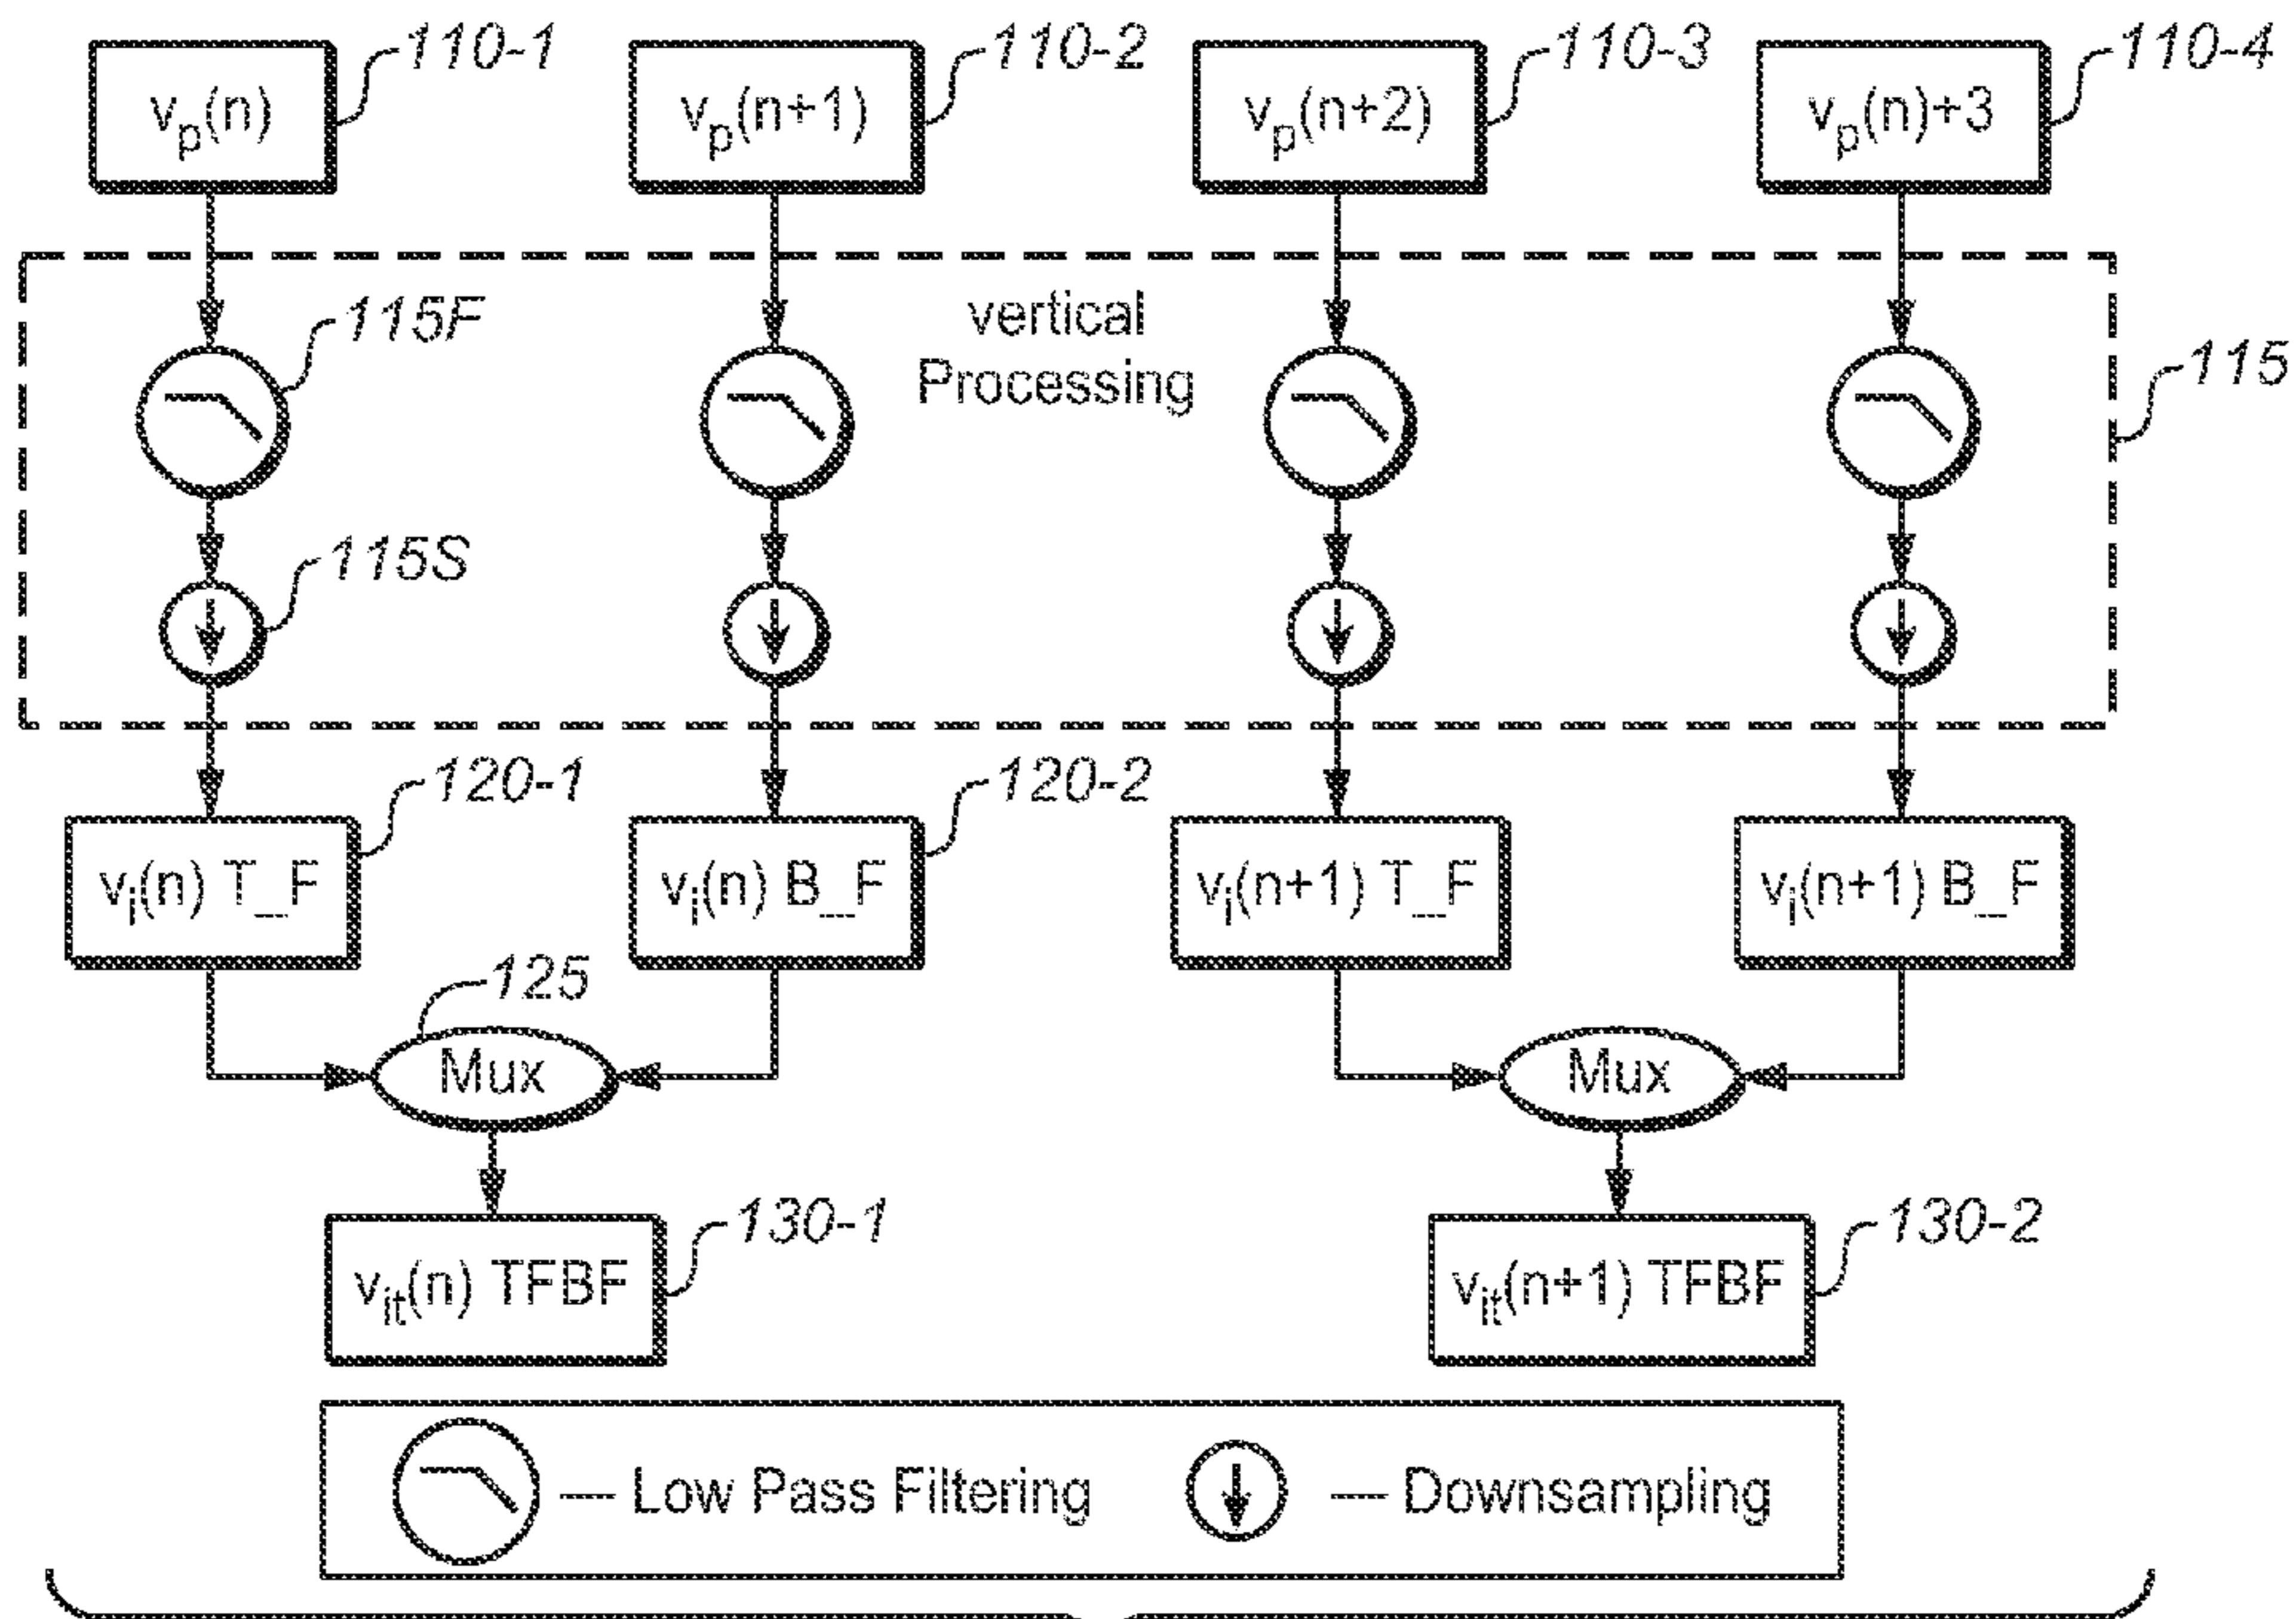 110-1 110-2 110-3 110-4
vp(n) vp(n+1) vp(n+2) vp(n)+3
115F vertical
Processing 115
115S
120-1 120-2
vi(n) T_F vi(n) B_F vi(n+1) T_F vi(n+1) B_F
125
Mux Mux
130-1 130-2
vit(n) TFBF vit(n+1) TFBF
— Low Pass Filtering — Downsampling